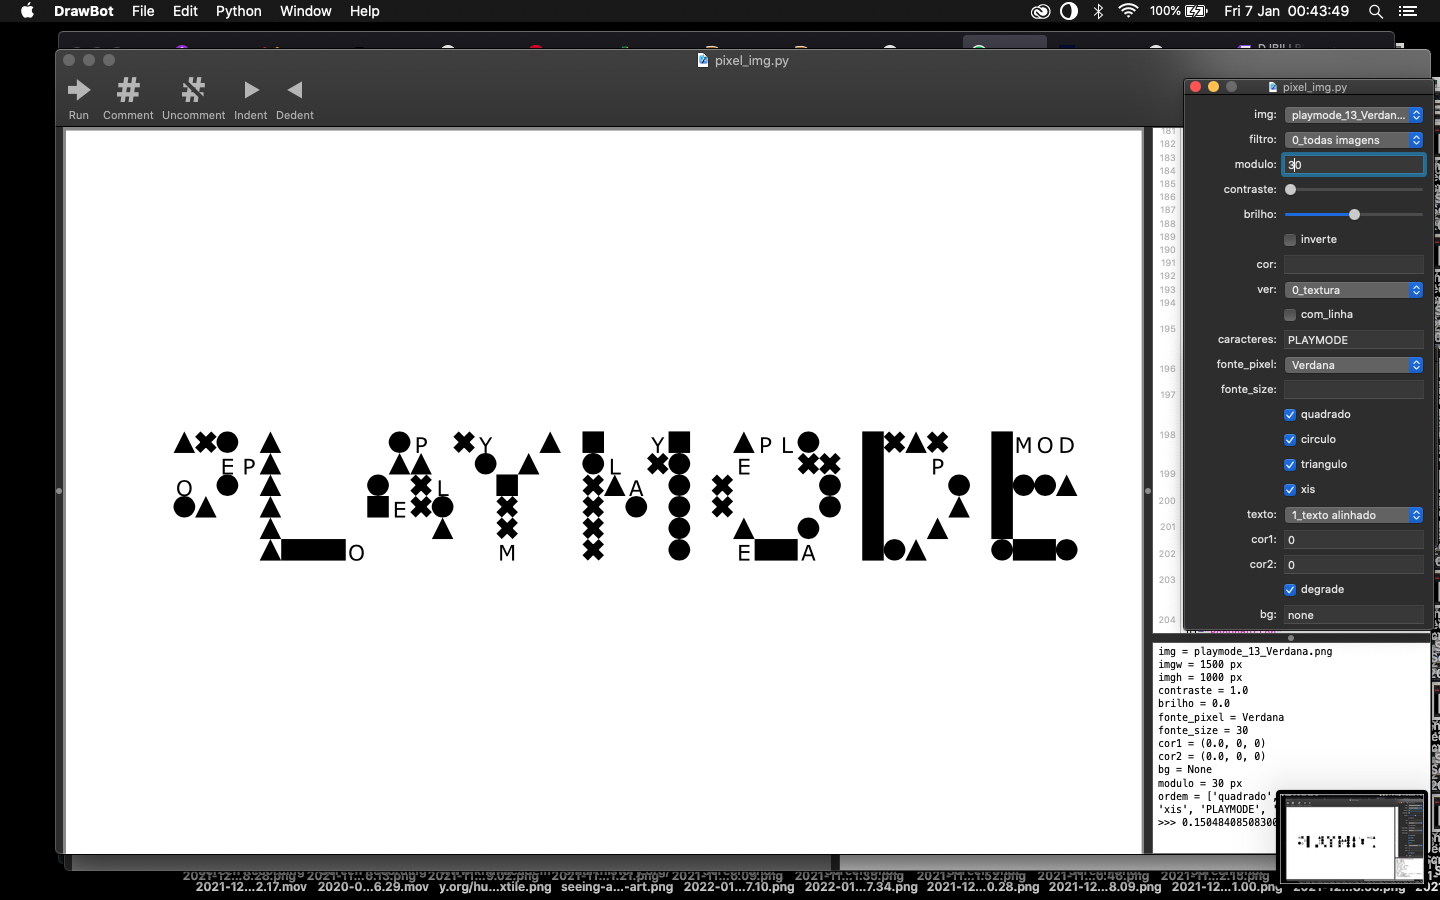 DrawBot File Edit Python Window Help 100% Fri 7 Jan 00:43:49
pixel_img.py
Run Comment Uncomment Indent Dedent
pixel_img.py
img: playmode_13_Verdan...
filtro: 0_todas imagens
modulo: 30
contraste:
brilho:
inverte
cor:
ver: 0_textura
com_linha
caracteres: PLAYMODE
fonte_pixel: Verdana
fonte_size:
quadrado
circulo
triangulo
xis
texto: 1_texto alinhado
cor1: 0
cor2: 0
degrade
bg: none
181
182
183
184
185
186
187
188
189
190
191
192
193
194
195
196
197
198
199
200
201
202
203
204
P Y Y P L MOD
E P L E P
O L A
E
O M E A
img = playmode_13_Verdana.png
imgw = 1500 px
imgh = 1000 px
contraste = 1.0
brilho = 0.0
fonte_pixel = Verdana
fonte_size = 30
cor1 = (0.0, 0, 0)
cor2 = (0.0, 0, 0)
bg = None
modulo = 30 px
ordem = ['quadrado',
'xis', 'PLAYMODE',
>>> 0.15048408508300
2021-12...2.17.mov 2020-0...6.29.mov y.org/hu...xtile.png seeing-a...-art.png 2022-01...7.10.png 2022-01...7.34.png 2021-12...0.28.png 2021-12...8.09.png 2021-12...1.00.png